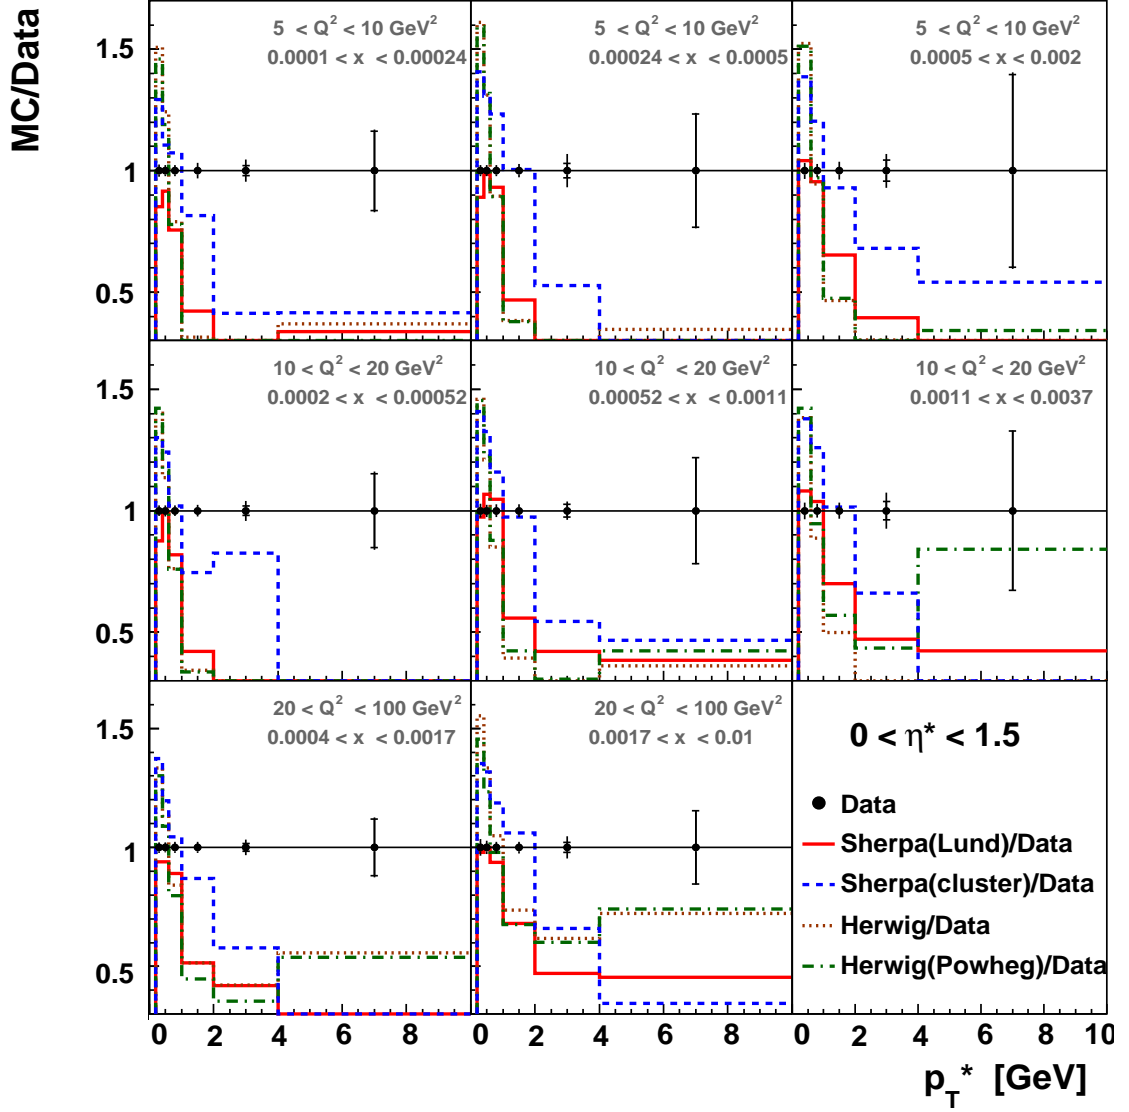 MC/Data
5 < Q² < 10 GeV²
0.0001 < x < 0.00024
5 < Q² < 10 GeV²
0.00024 < x < 0.0005
5 < Q² < 10 GeV²
0.0005 < x < 0.002
1.5
1
0.5
10 < Q² < 20 GeV²
0.0002 < x < 0.00052
10 < Q² < 20 GeV²
0.00052 < x < 0.0011
10 < Q² < 20 GeV²
0.0011 < x < 0.0037
1.5
1
0.5
20 < Q² < 100 GeV²
0.0004 < x < 0.0017
20 < Q² < 100 GeV²
0.0017 < x < 0.01
1.5
1
0.5
0 < η* < 1.5
Data
Sherpa(Lund)/Data
Sherpa(cluster)/Data
Herwig/Data
Herwig(Powheg)/Data
0 2 4 6 8 0 2 4 6 8 0 2 4 6 8 10
p_T* [GeV]